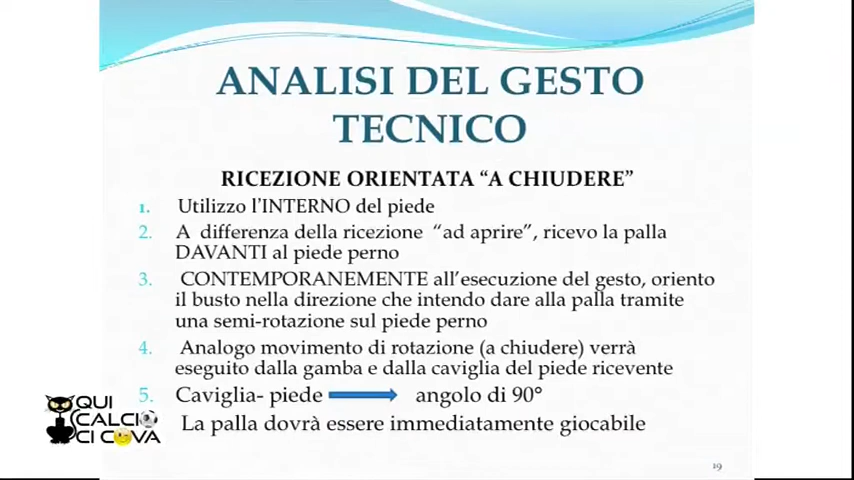 19
ANALISI DEL GESTO
TECNICO
RICEZIONE ORIENTATA “A CHIUDERE”
1. Utilizzo l’INTERNO del piede
2. A differenza della ricezione “ad aprire”, ricevo la palla
DAVANTI al piede perno
3. CONTEMPORANEMENTE all’esecuzione del gesto, oriento
il busto nella direzione che intendo dare alla palla tramite
una semi-rotazione sul piede perno
4. Analogo movimento di rotazione (a chiudere) verrà
eseguito dalla gamba e dalla caviglia del piede ricevente
5. Caviglia- piede angolo di 90°
La palla dovrà essere immediatamente giocabile
QUI
CALCIO
CI COVA
19